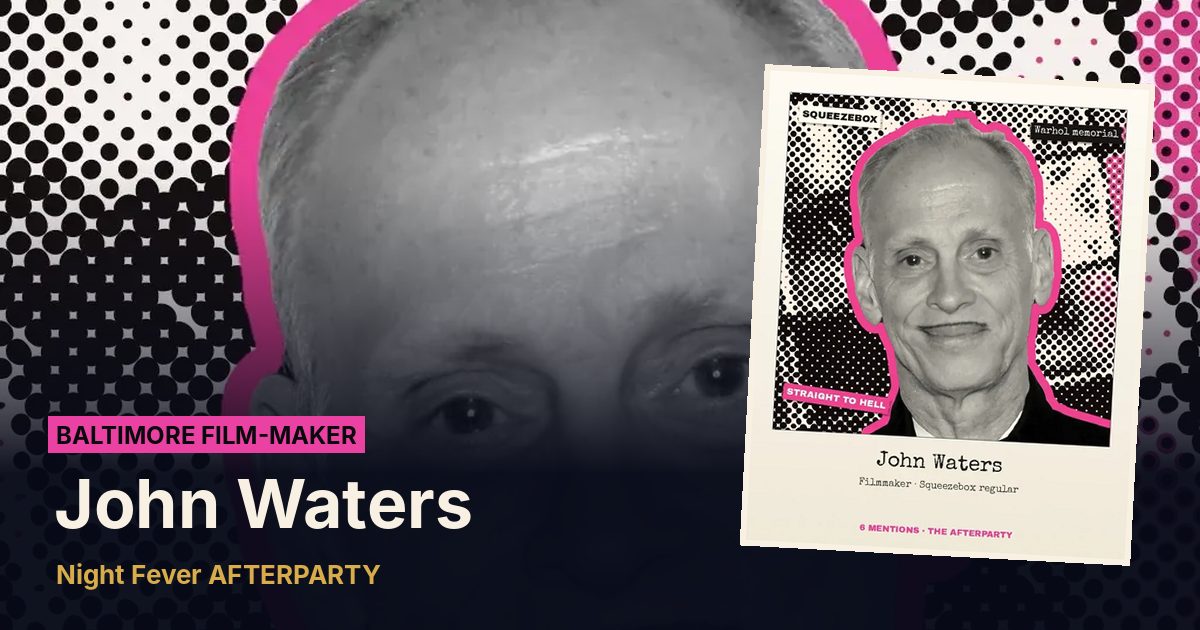 BALTIMORE FILM-MAKER
John Waters
Night Fever AFTERPARTY
SQUEEZEBOX
Warhol memorial
STRAIGHT TO HELL
John Waters
Filmmaker · Squeezebox regular
6 MENTIONS · THE AFTERPARTY